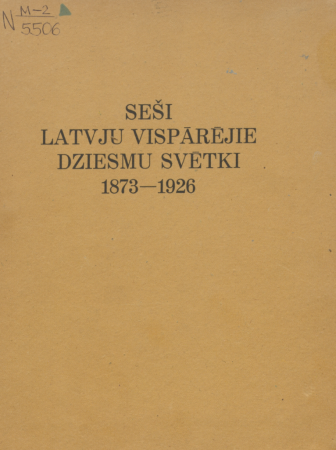 N M-2
5506
SEŠI
LATVJU VISPĀRĒJIE
DZIESMU SVĒTKI
1873—1926